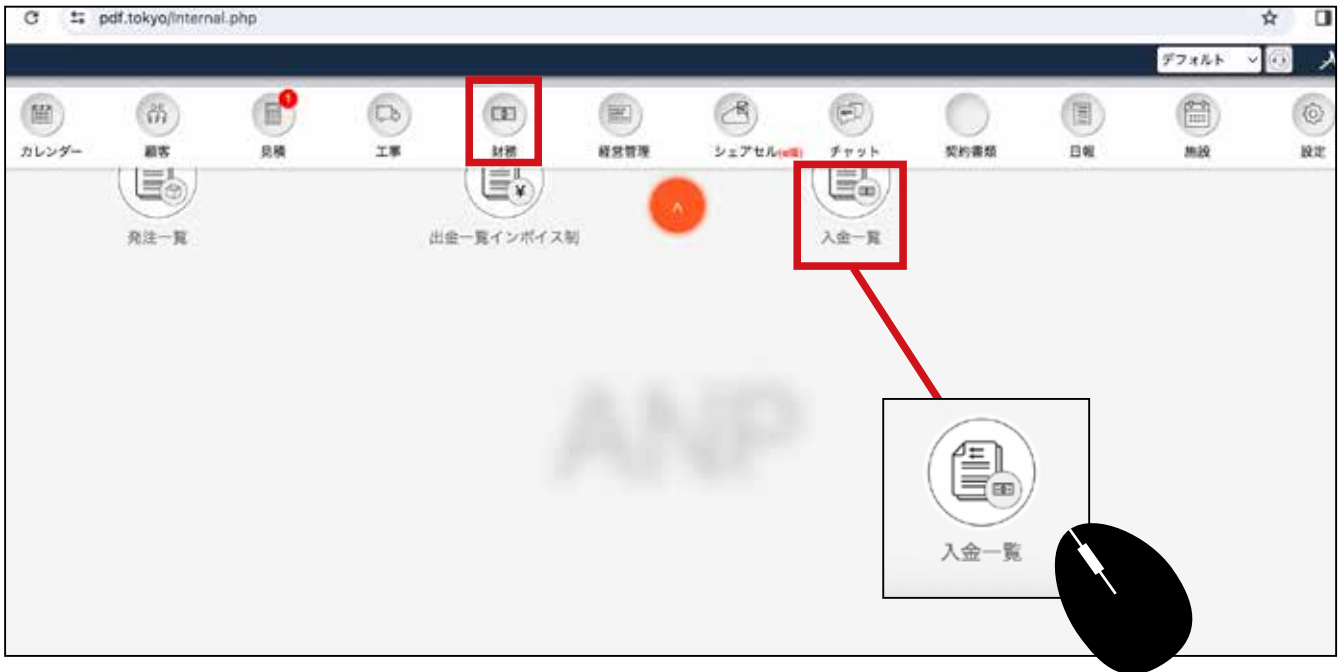 pdf.tokyo/Internal.php
デフォルト
1
カレンダー 顧客 見積 工事 財務 経営管理 シェアセル(α版) チャット 契約書類 日報 施設 設定
発注一覧 出金一覧インボイス制 入金一覧
ANP
入金一覧